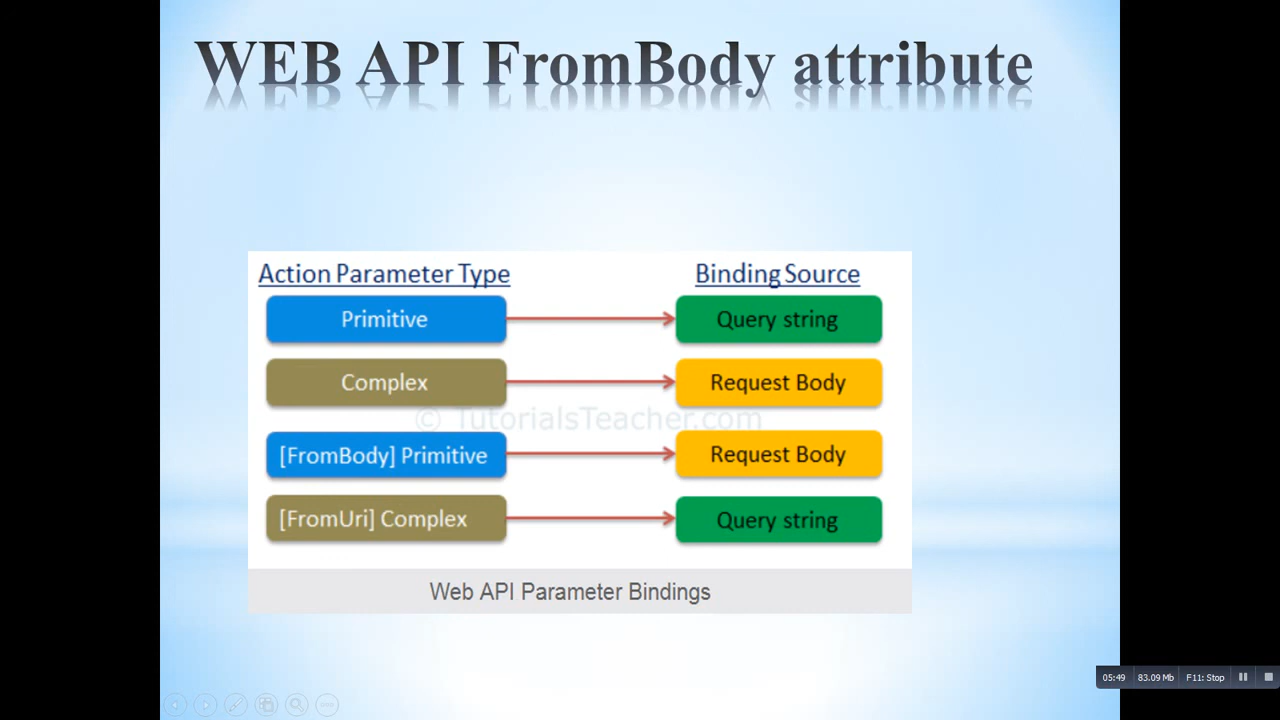 WEB API FromBody attribute
Action Parameter Type Binding Source
Primitive Query string
Complex Request Body
© TutorialsTeacher.com
[FromBody] Primitive Request Body
[FromUri] Complex Query string
Web API Parameter Bindings
05:49 83.09 Mb F11: Stop